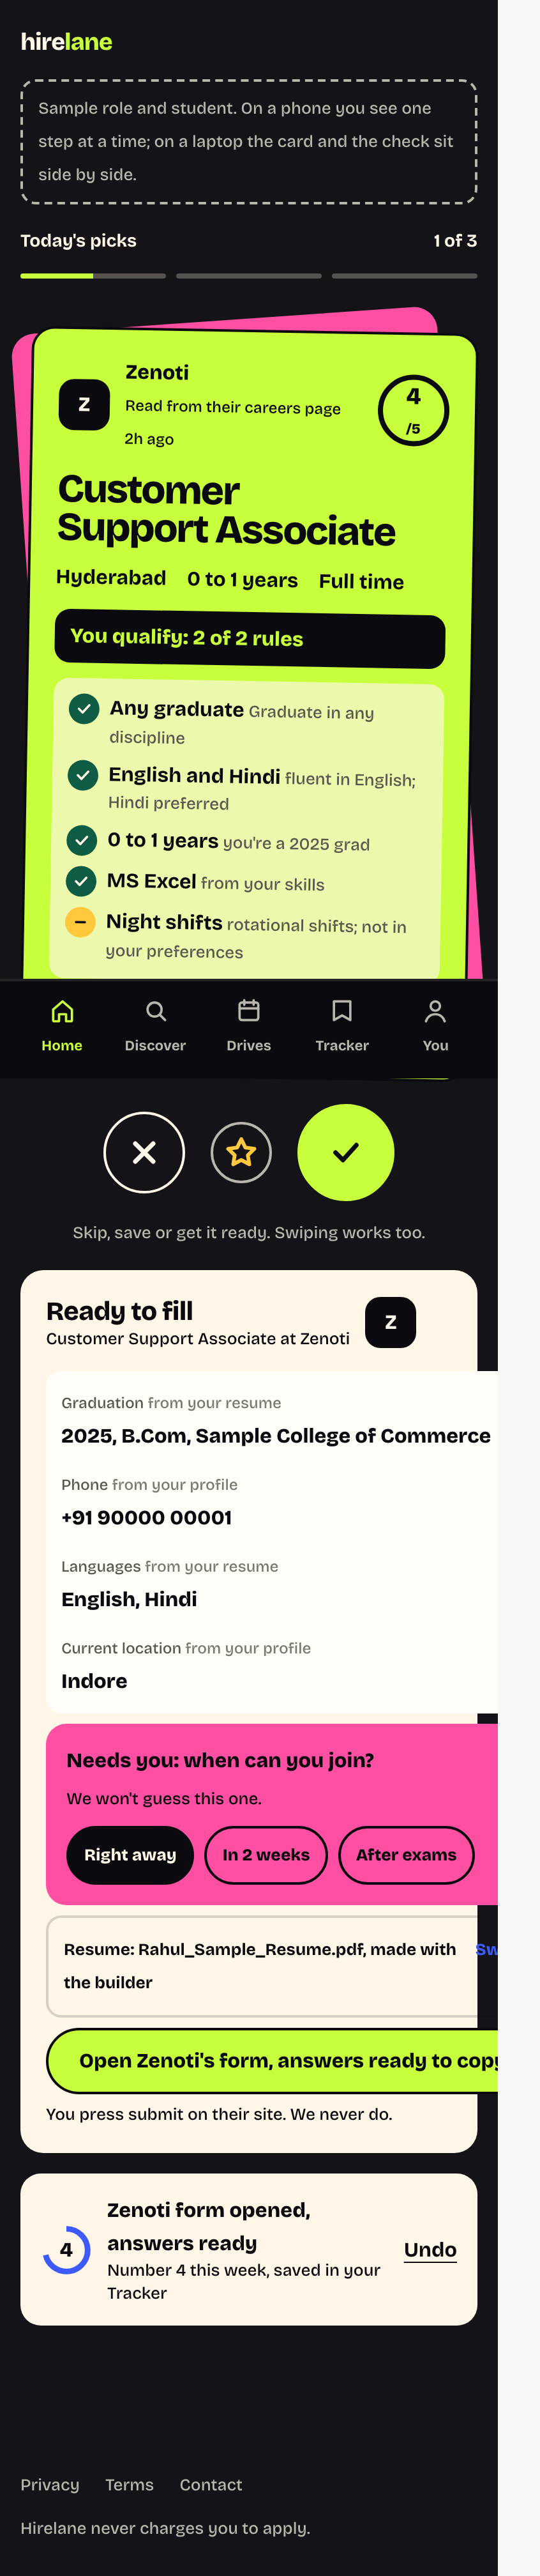 hirelane
Sample role and student. On a phone you see one
step at a time; on a laptop the card and the check sit
side by side.
Today's picks
1 of 3
Zenoti
Z
Read from their careers page
2h ago
4
/5
Customer
Support Associate
Hyderabad 0 to 1 years Full time
You qualify: 2 of 2 rules
Any graduate Graduate in any
discipline
English and Hindi fluent in English;
Hindi preferred
0 to 1 years you're a 2025 grad
MS Excel from your skills
Night shifts rotational shifts; not in
your preferences
Home Discover Drives Tracker You
Skip, save or get it ready. Swiping works too.
Ready to fill
Customer Support Associate at Zenoti
Z
Graduation from your resume
2025, B.Com, Sample College of Commerce
Phone from your profile
+91 90000 00001
Languages from your resume
English, Hindi
Current location from your profile
Indore
Needs you: when can you join?
We won't guess this one.
Right away In 2 weeks After exams
Resume: Rahul_Sample_Resume.pdf, made with
the builder
Open Zenoti's form, answers ready to copy
You press submit on their site. We never do.
4
Zenoti form opened,
answers ready
Number 4 this week, saved in your
Tracker
Undo
Privacy Terms Contact
Hirelane never charges you to apply.